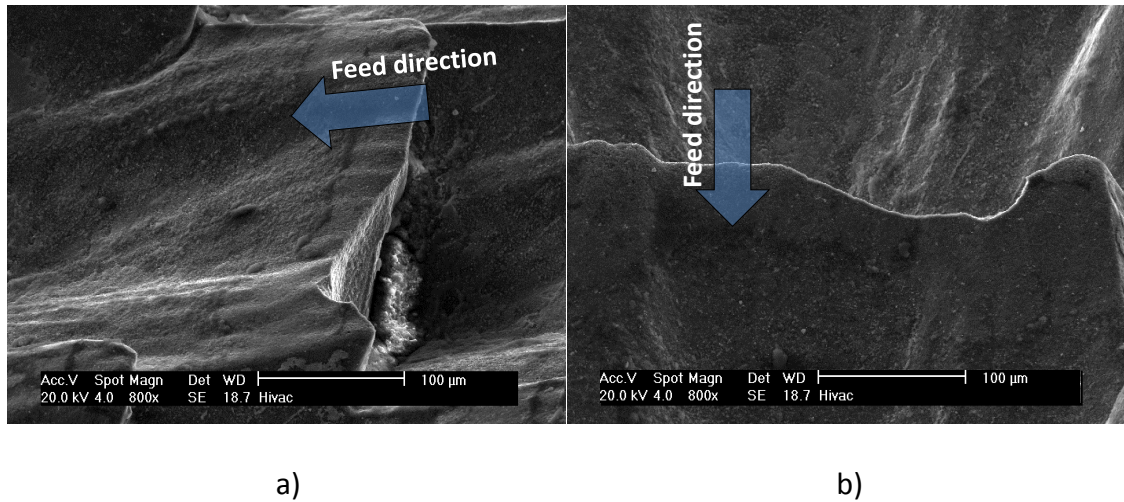 Feed direction
Acc.V Spot Magn Det WD 100 µm
20.0 kV 4.0 800x SE 18.7 Hivac
a)
Feed direction
Acc.V Spot Magn Det WD 100 µm
20.0 kV 4.0 800x SE 18.7 Hivac
b)